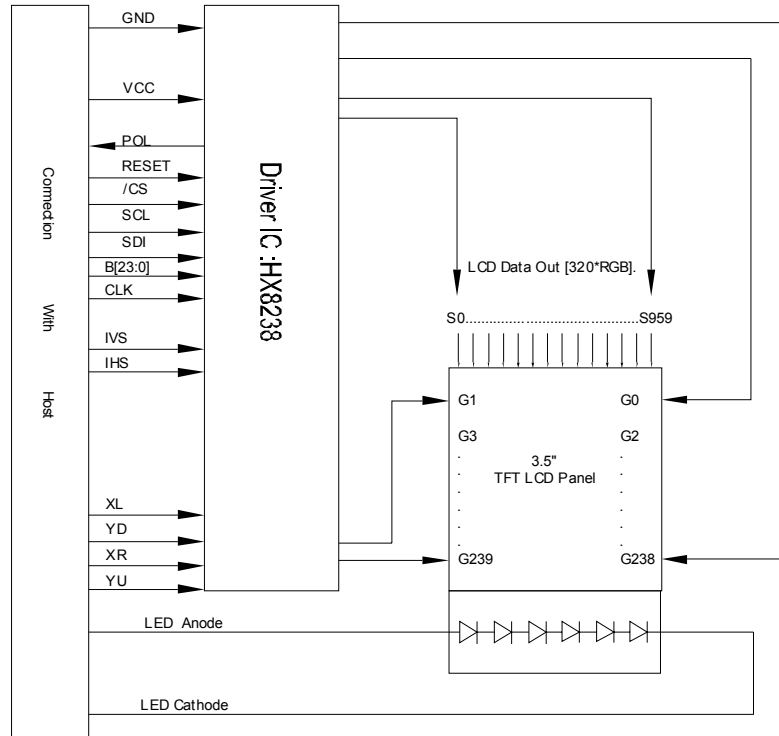 GND
VCC
POL
RESET
/CS
SCL
SDI
B[23:0]
CLK
IVS
IHS
XL
YD
XR
YU
LED Anode
LED Cathode
Connection With Host
Driver IC :HX8238
LCD Data Out [320*RGB].
S0............................................S959
G1 G0
G3 G2
3.5"
TFT LCD Panel
G239 G238